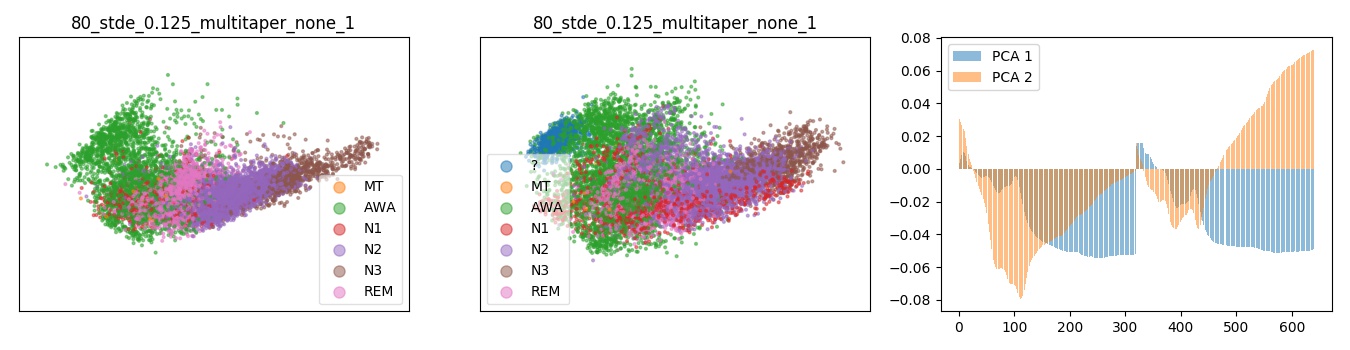 80_stde_0.125_multitaper_none_1
MT
AWA
N1
N2
N3
REM
80_stde_0.125_multitaper_none_1
?
MT
AWA
N1
N2
N3
REM
PCA 1
PCA 2
0.08
0.06
0.04
0.02
0.00
−0.02
−0.04
−0.06
−0.08
0 100 200 300 400 500 600